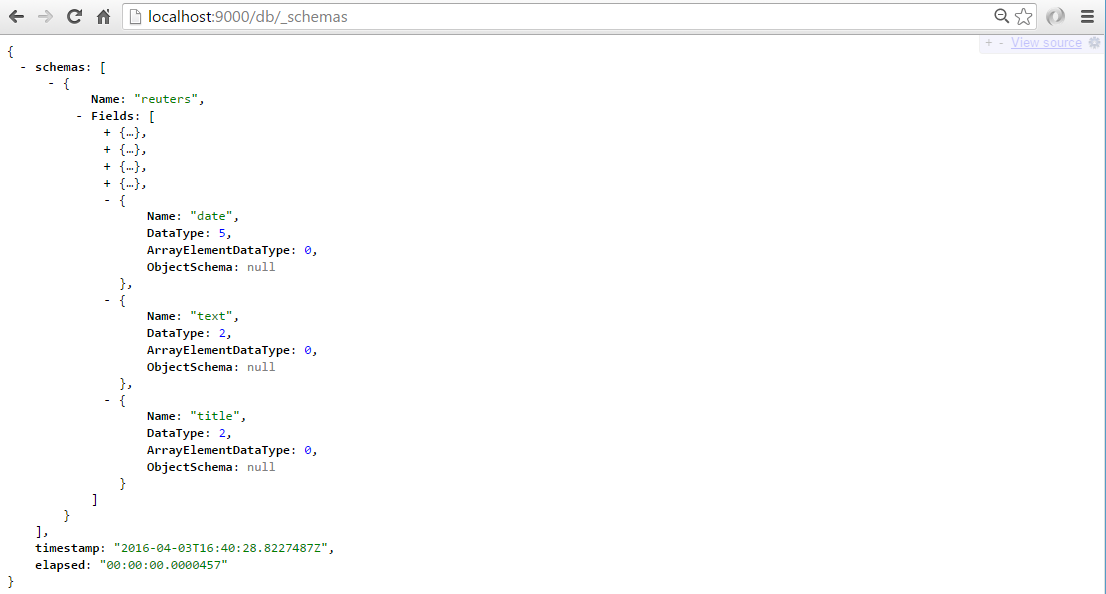 localhost:9000/db/_schemas
+ - View source
{
- schemas: [
- {
Name: "reuters",
- Fields: [
+ {…},
+ {…},
+ {…},
+ {…},
- {
Name: "date",
DataType: 5,
ArrayElementDataType: 0,
ObjectSchema: null
},
- {
Name: "text",
DataType: 2,
ArrayElementDataType: 0,
ObjectSchema: null
},
- {
Name: "title",
DataType: 2,
ArrayElementDataType: 0,
ObjectSchema: null
}
]
}
],
timestamp: "2016-04-03T16:40:28.8227487Z",
elapsed: "00:00:00.0000457"
}